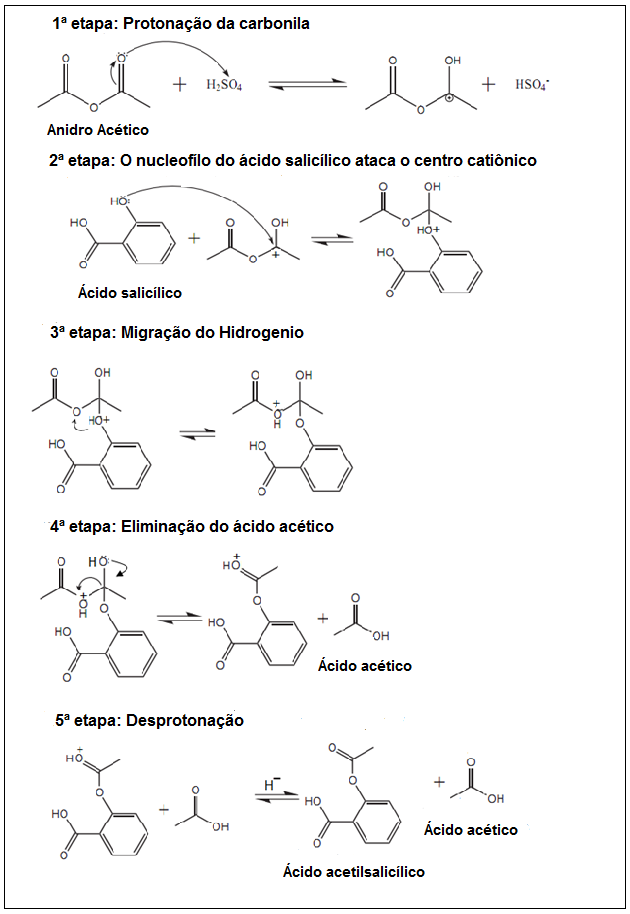 1ª etapa: Protonação da carbonila
O O: + H₂SO₄ O OH + HSO₄⁻
O O
Anidro Acético
2ª etapa: O nucleofilo do ácido salicílico ataca o centro catiônico
HO: O OH O OH
HO + O + O HO+
O HO
O
Ácido salicílico
3ª etapa: Migração do Hidrogenio
O OH O OH
O HO+ + O H O
HO HO
O O
4ª etapa: Eliminação do ácido acético
O HO: + HO
+ O H O O + O OH
HO HO
O O
Ácido acético
5ª etapa: Desprotonação
+ HO O H⁻ O O
O + OH O + OH
HO HO
O O
Ácido acético
Ácido acetilsalicílico